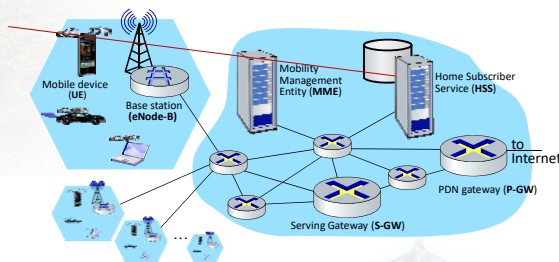 Mobile device
(UE)
Base station
(eNode-B)
Mobility
Management
Entity (MME)
Home Subscriber
Service (HSS)
to
Internet
PDN gateway (P-GW)
Serving Gateway (S-GW)
...